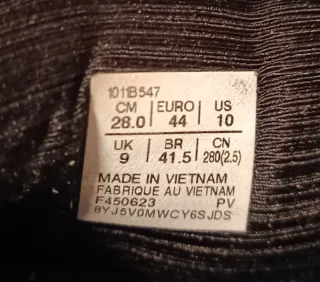 1011B547
CM EURO US
28.0 44 10
UK BR CN
9 41.5 280(2.5)
MADE IN VIETNAM
FABRIQUE AU VIETNAM
F450623 PV
8YJ5V0MWCY6SJDS